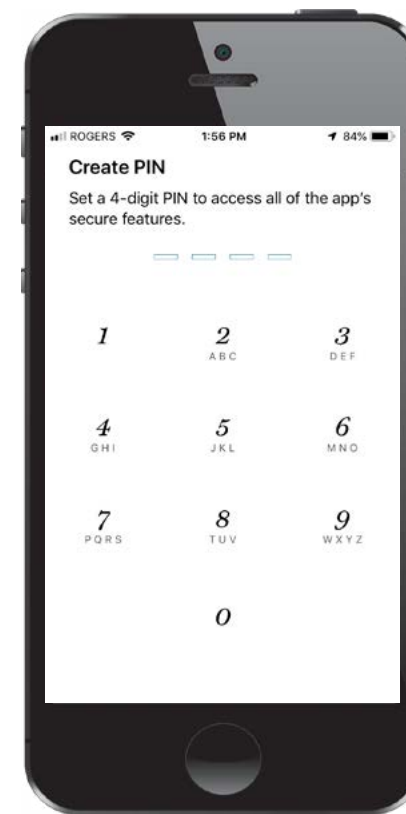 ROGERS 1:56 PM 84%
Create PIN
Set a 4-digit PIN to access all of the app's
secure features.
1 2 3
ABC DEF
4 5 6
GHI JKL MNO
7 8 9
PQRS TUV WXYZ
0